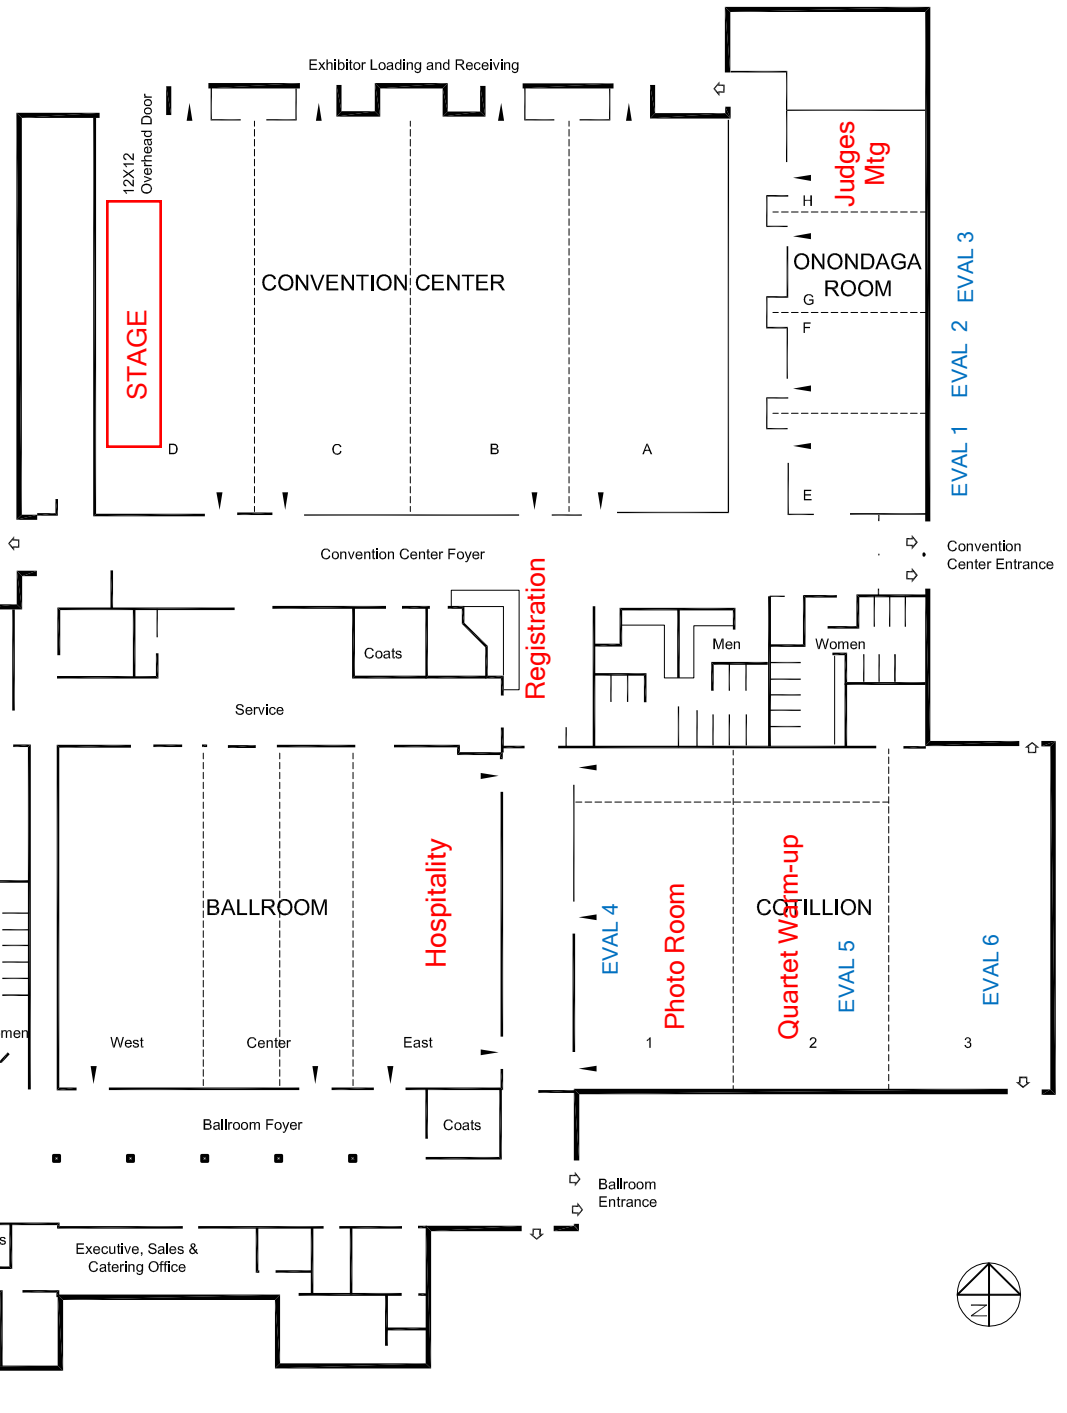 Exhibitor Loading and Receiving
12X12
Overhead Door
Judges
Mtg
H
STAGE
CONVENTION CENTER
ONONDAGA
ROOM
G
F
EVAL 3
EVAL 2
EVAL 1
D
C
B
A
E
Convention Center Foyer
Convention
Center Entrance
Registration
Coats
Men
Women
Service
Hospitality
BALLROOM
COTILLION
EVAL 4
Photo Room
Quartet Warm-up
EVAL 5
EVAL 6
men
West
Center
East
1
2
3
Ballroom Foyer
Coats
Ballroom
Entrance
s
Executive, Sales &
Catering Office
N